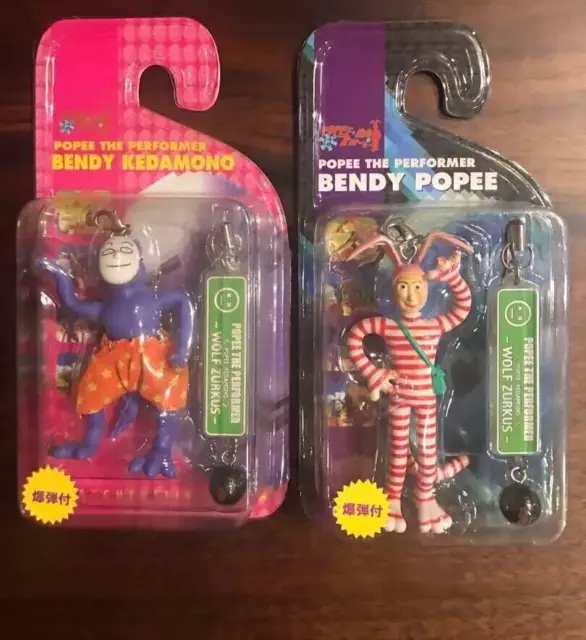 POPEE THE PERFORMER
BENDY KEDAMONO
POPEE THE PERFORMER
- WOLF ZURKUS -
爆弾付
POPEE THE PERFORMER
BENDY POPEE
POPEE THE PERFORMER
- WOLF ZURKUS -
爆弾付